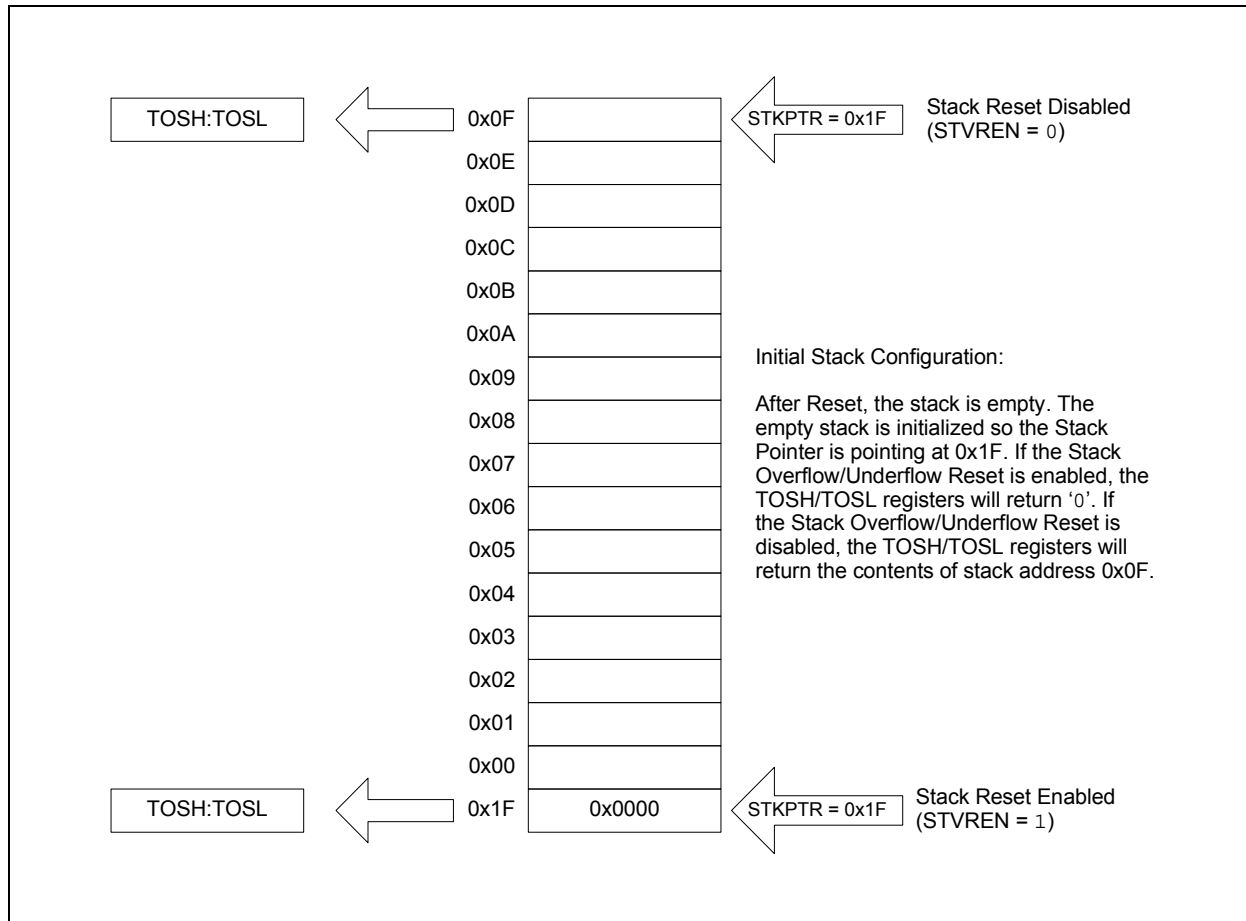 TOSH:TOSL
0x0F
STKPTR = 0x1F
Stack Reset Disabled
(STVREN = 0)
0x0E
0x0D
0x0C
0x0B
0x0A
0x09
0x08
0x07
0x06
0x05
0x04
0x03
0x02
0x01
0x00
Initial Stack Configuration:
After Reset, the stack is empty. The
empty stack is initialized so the Stack
Pointer is pointing at 0x1F. If the Stack
Overflow/Underflow Reset is enabled, the
TOSH/TOSL registers will return ‘0’. If
the Stack Overflow/Underflow Reset is
disabled, the TOSH/TOSL registers will
return the contents of stack address 0x0F.
TOSH:TOSL
0x1F
0x0000
STKPTR = 0x1F
Stack Reset Enabled
(STVREN = 1)